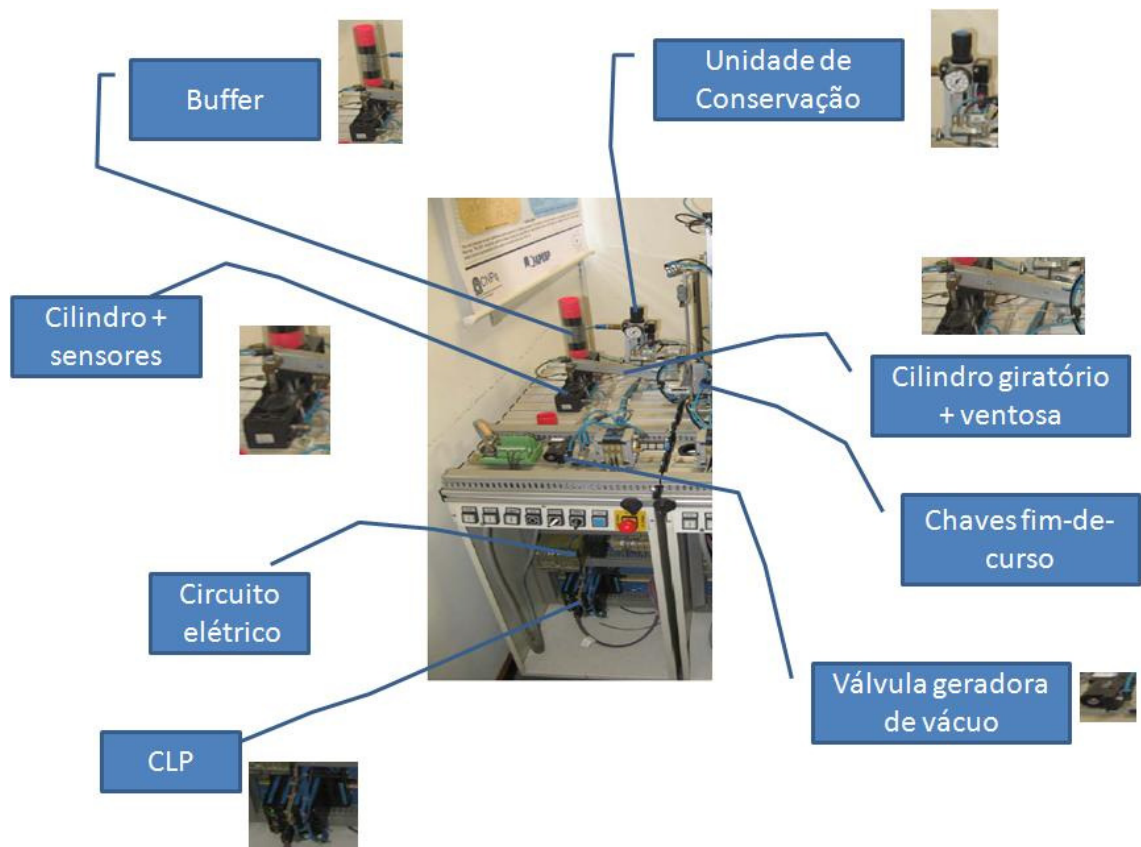 Buffer
Unidade de
Conservação
Cilindro +
sensores
Cilindro giratório
+ ventosa
Chaves fim-de-
curso
Circuito
elétrico
Válvula geradora
de vácuo
CLP
CNPq